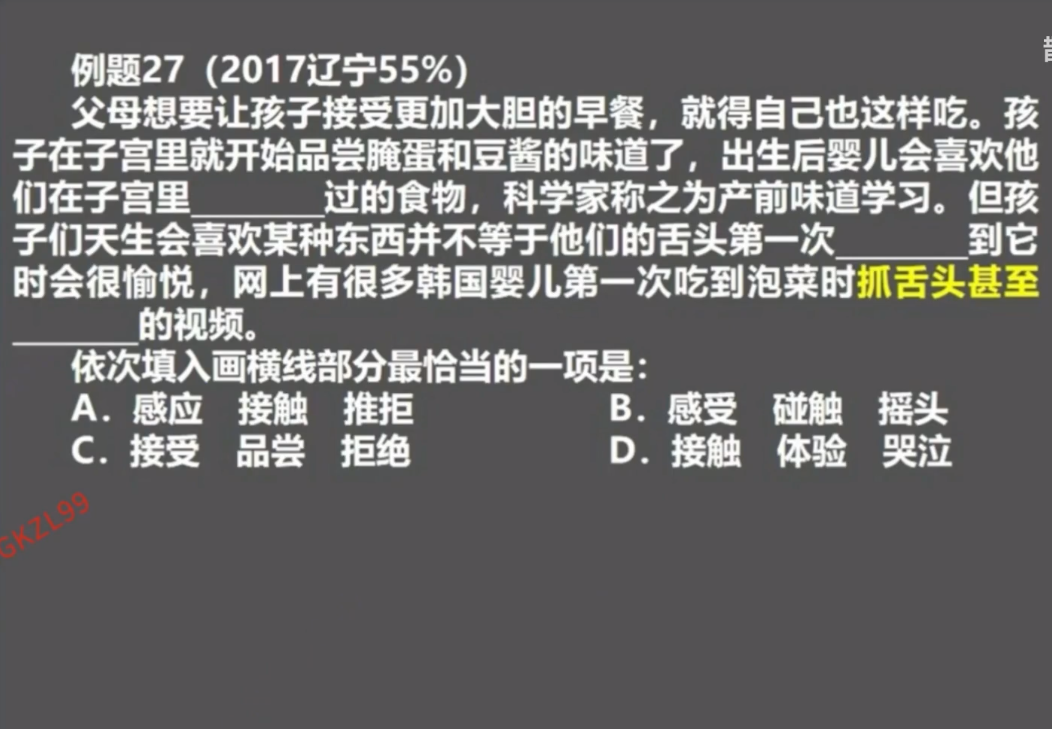 例题27（2017辽宁55%）
父母想要让孩子接受更加大胆的早餐，就得自己也这样吃。孩
子在子宫里就开始品尝腌蛋和豆酱的味道了，出生后婴儿会喜欢他
们在子宫里________过的食物，科学家称之为产前味道学习。但孩
子们天生会喜欢某种东西并不等于他们的舌头第一次________到它
时会很愉悦，网上有很多韩国婴儿第一次吃到泡菜时抓舌头甚至
________的视频。
依次填入画横线部分最恰当的一项是：
A．感应 接触 推拒 B．感受 碰触 摇头
C．接受 品尝 拒绝 D．接触 体验 哭泣
GKZL99